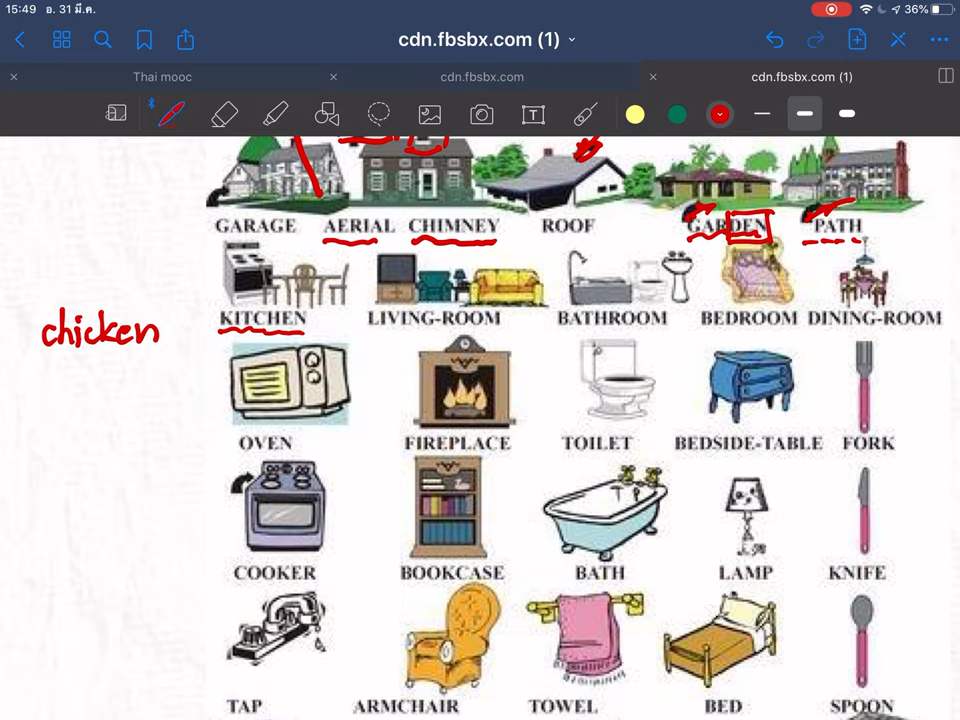 15:49 อ. 31 มี.ค. 36%
cdn.fbsbx.com (1)
Thai mooc cdn.fbsbx.com cdn.fbsbx.com (1)
GARAGE AERIAL CHIMNEY ROOF GARDEN PATH
KITCHEN LIVING-ROOM BATHROOM BEDROOM DINING-ROOM
chicken
OVEN FIREPLACE TOILET BEDSIDE-TABLE FORK
COOKER BOOKCASE BATH LAMP KNIFE
TAP ARMCHAIR TOWEL BED SPOON